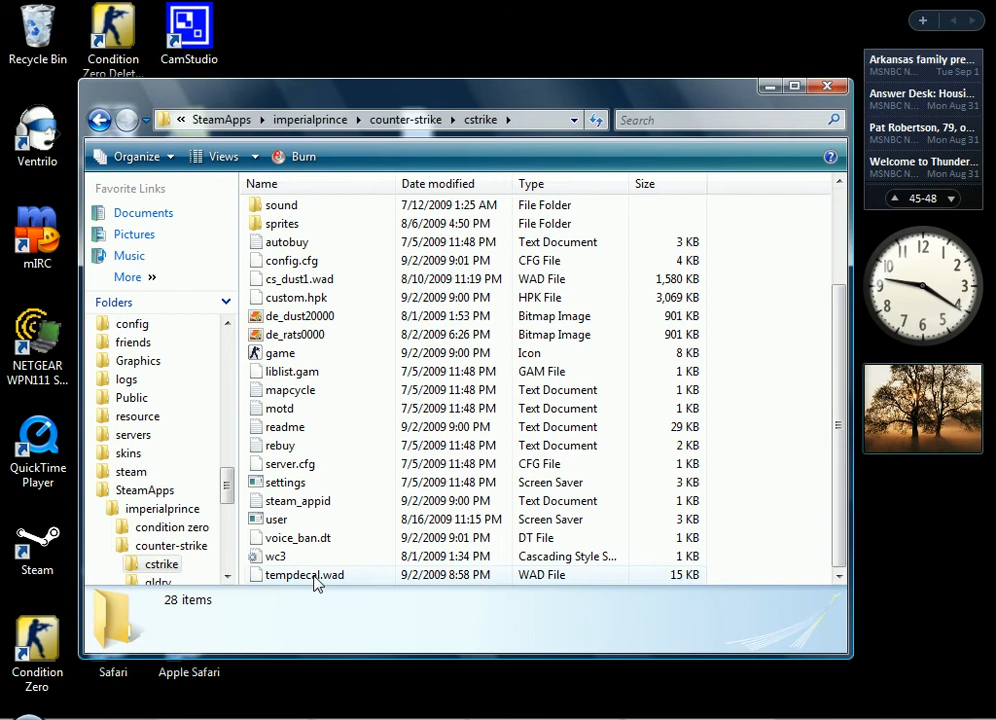 Recycle Bin
Condition
Zero Delet...
CamStudio
Ventrilo
mIRC
NETGEAR
WPN111 S...
QuickTime
Player
Steam
Condition
Zero
Safari
Apple Safari
« SteamApps imperialprince counter-strike cstrike
Search
Organize Views Burn
Favorite Links
Documents
Pictures
Music
More »
Folders
config
friends
Graphics
logs
Public
resource
servers
skins
steam
SteamApps
imperialprince
condition zero
counter-strike
cstrike
Name Date modified Type Size
sound 7/12/2009 1:25 AM File Folder
sprites 8/6/2009 4:50 PM File Folder
autobuy 7/5/2009 11:48 PM Text Document 3 KB
config.cfg 9/2/2009 9:01 PM CFG File 4 KB
cs_dust1.wad 8/10/2009 11:19 PM WAD File 1,580 KB
custom.hpk 9/2/2009 9:00 PM HPK File 3,069 KB
de_dust20000 8/1/2009 1:53 PM Bitmap Image 901 KB
de_rats0000 8/2/2009 6:26 PM Bitmap Image 901 KB
game 9/2/2009 9:00 PM Icon 8 KB
liblist.gam 7/5/2009 11:48 PM GAM File 1 KB
mapcycle 7/5/2009 11:48 PM Text Document 1 KB
motd 7/5/2009 11:48 PM Text Document 1 KB
readme 9/2/2009 9:00 PM Text Document 29 KB
rebuy 7/5/2009 11:48 PM Text Document 2 KB
server.cfg 7/5/2009 11:48 PM CFG File 1 KB
settings 7/5/2009 11:48 PM Screen Saver 1 KB
steam_appid 9/2/2009 9:00 PM Text Document 1 KB
user 8/16/2009 11:15 PM Screen Saver 3 KB
voice_ban.dt 9/2/2009 9:01 PM DT File 1 KB
wc3 8/1/2009 1:34 PM Cascading Style S... 1 KB
tempdecal.wad 9/2/2009 8:58 PM WAD File 15 KB
28 items
Arkansas family pre...
MSNBC N... Tue Sep 1
Answer Desk: Housi...
MSNBC N... Mon Aug 31
Pat Robertson, 79, o...
MSNBC N... Mon Aug 31
Welcome to Thunder...
MSNBC N... Mon Aug 31
45-48
12
11 1
10 2
9 3
8 4
7 5
6